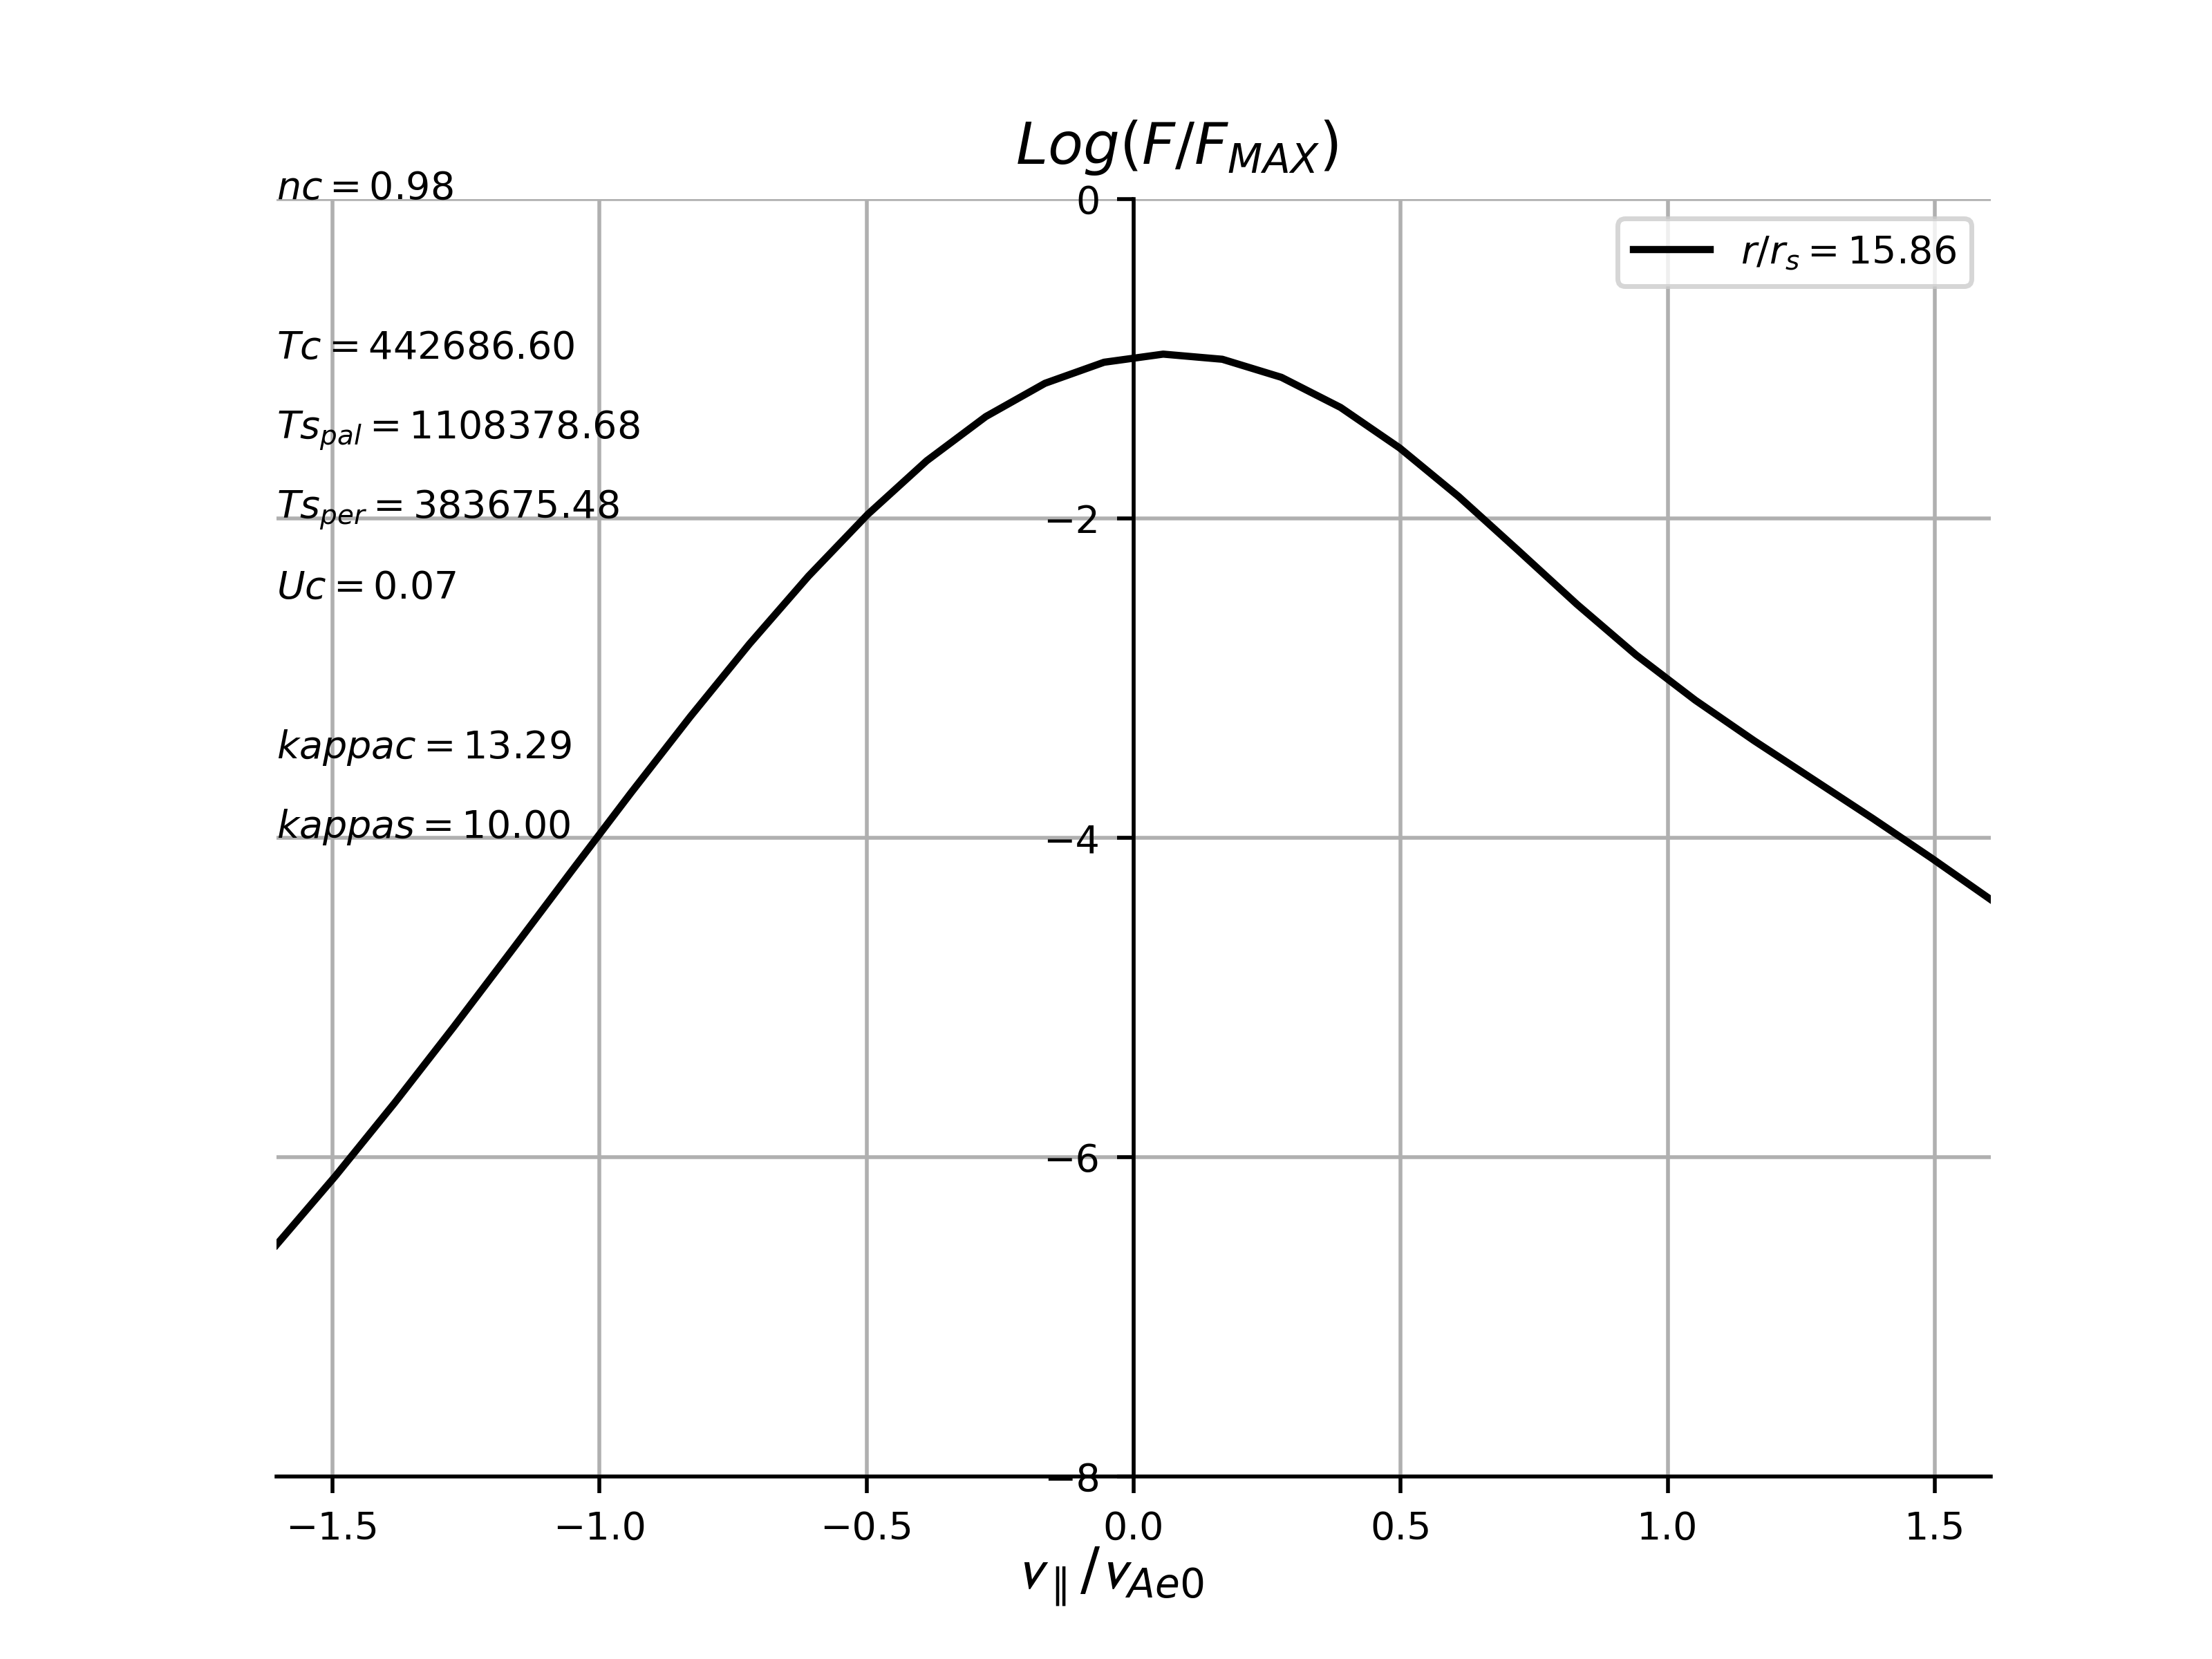 Log(F/F_MAX)
nc = 0.98
0
r/r_s = 15.86
Tc = 442686.60
Ts_pal = 1108378.68
Ts_per = 383675.48
−2
Uc = 0.07
kappac = 13.29
kappas = 10.00
−4
−6
−8
−1.5 −1.0 −0.5 0.0 0.5 1.0 1.5
v_∥/v_Ae0